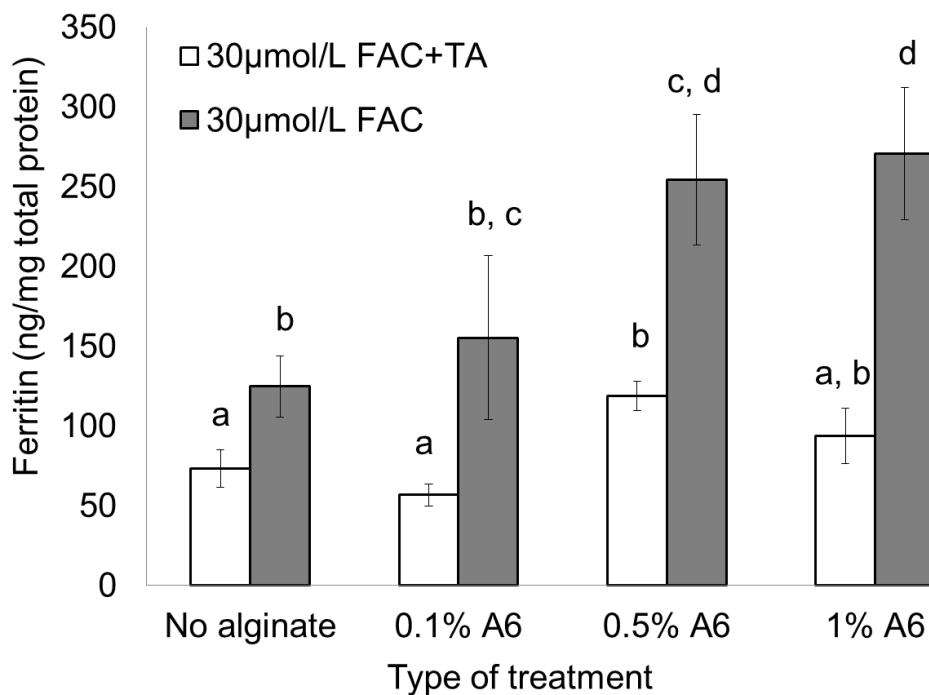 350
300
250
200
150
100
50
0
Ferritin (ng/mg total protein)
30µmol/L FAC+TA
30µmol/L FAC
a
b
a
b, c
b
c, d
a, b
d
No alginate
0.1% A6
0.5% A6
1% A6
Type of treatment